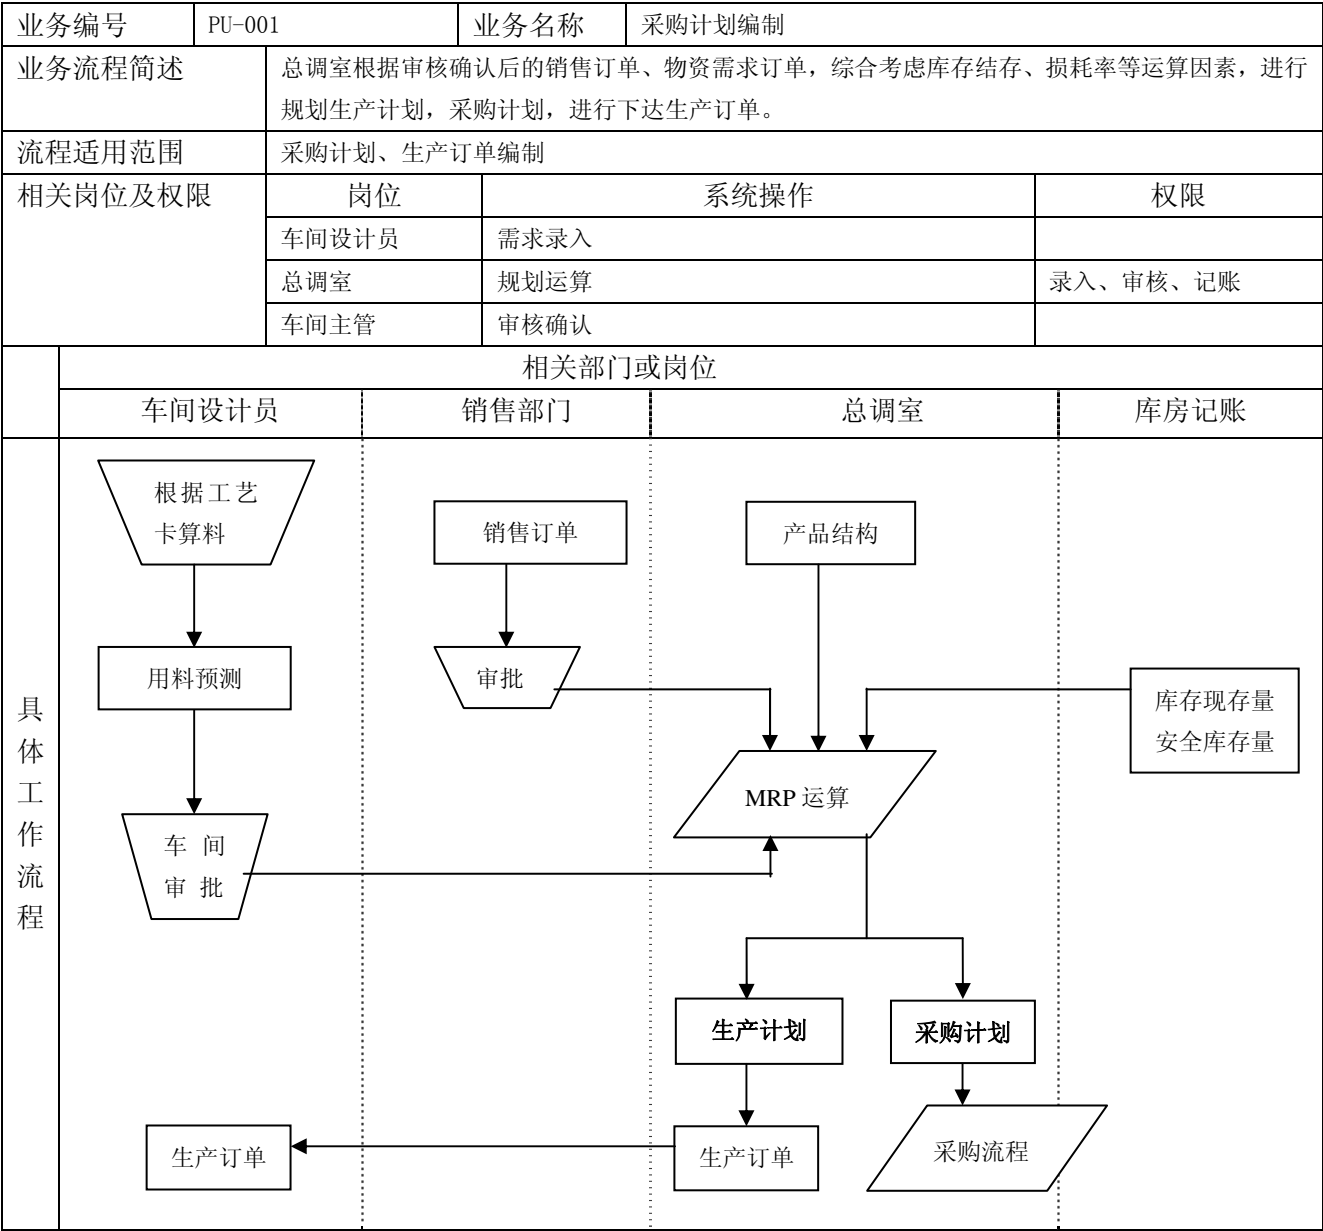 业务编号 PU-001 业务名称 采购计划编制
业务流程简述 总调室根据审核确认后的销售订单、物资需求订单，综合考虑库存结存、损耗率等运算因素，进行
规划生产计划，采购计划，进行下达生产订单。
流程适用范围 采购计划、生产订单编制
相关岗位及权限 岗位 系统操作 权限
车间设计员 需求录入
总调室 规划运算 录入、审核、记账
车间主管 审核确认
相关部门或岗位
车间设计员 销售部门 总调室 库房记账
具体工作流程
根据工艺
卡算料
销售订单
产品结构
用料预测
审批
库存现存量
安全库存量
MRP 运算
车 间
审 批
生产计划
采购计划
生产订单
生产订单
采购流程